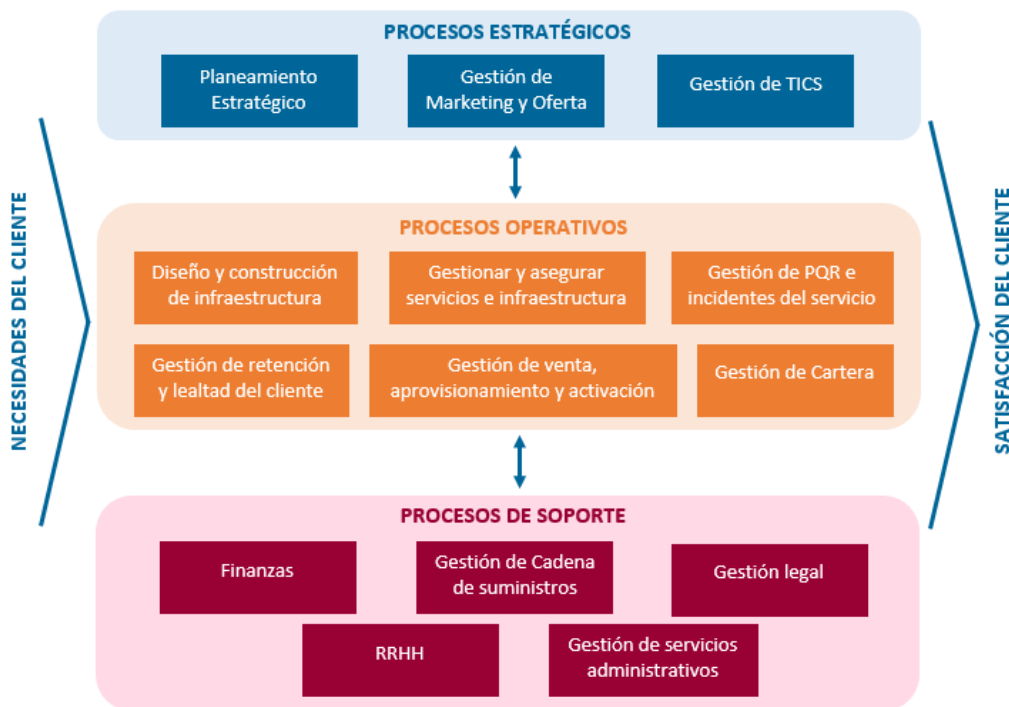 PROCESOS ESTRATÉGICOS
Planeamiento
Estratégico
Gestión de
Marketing y Oferta
Gestión de TICS
NECESIDADES DEL CLIENTE
PROCESOS OPERATIVOS
Diseño y construcción
de infraestructura
Gestionar y asegurar
servicios e infraestructura
Gestión de PQR e
incidentes del servicio
Gestión de retención
y lealtad del cliente
Gestión de venta,
aprovisionamiento y activación
Gestión de Cartera
SATISFACCIÓN DEL CLIENTE
PROCESOS DE SOPORTE
Finanzas
Gestión de Cadena
de suministros
Gestión legal
RRHH
Gestión de servicios
administrativos